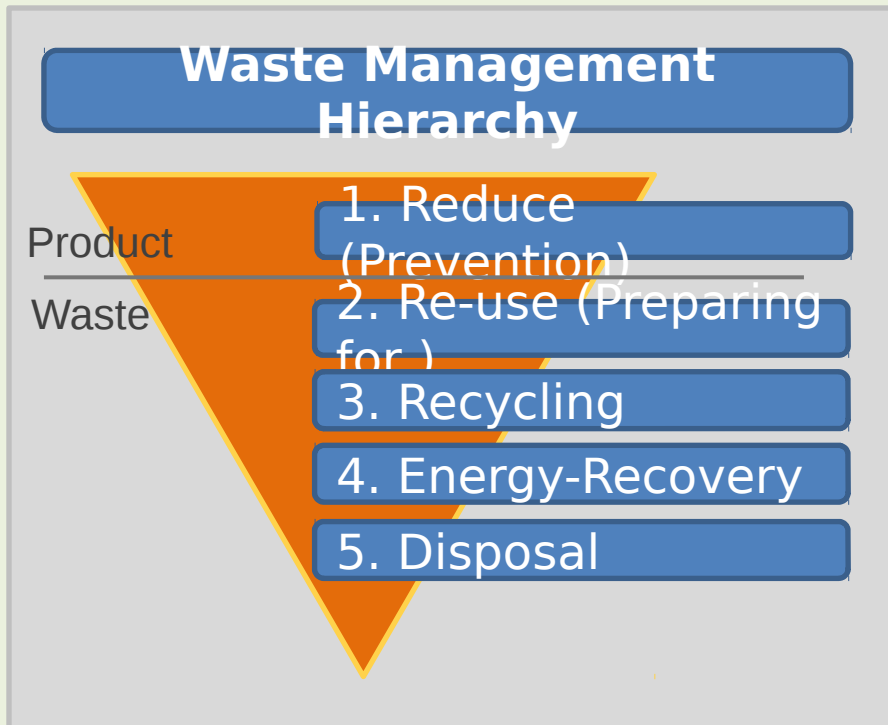 Waste Management
Hierarchy
1. Reduce
(Prevention)
Product
Waste
2. Re-use (Preparing
for )
3. Recycling
4. Energy-Recovery
5. Disposal